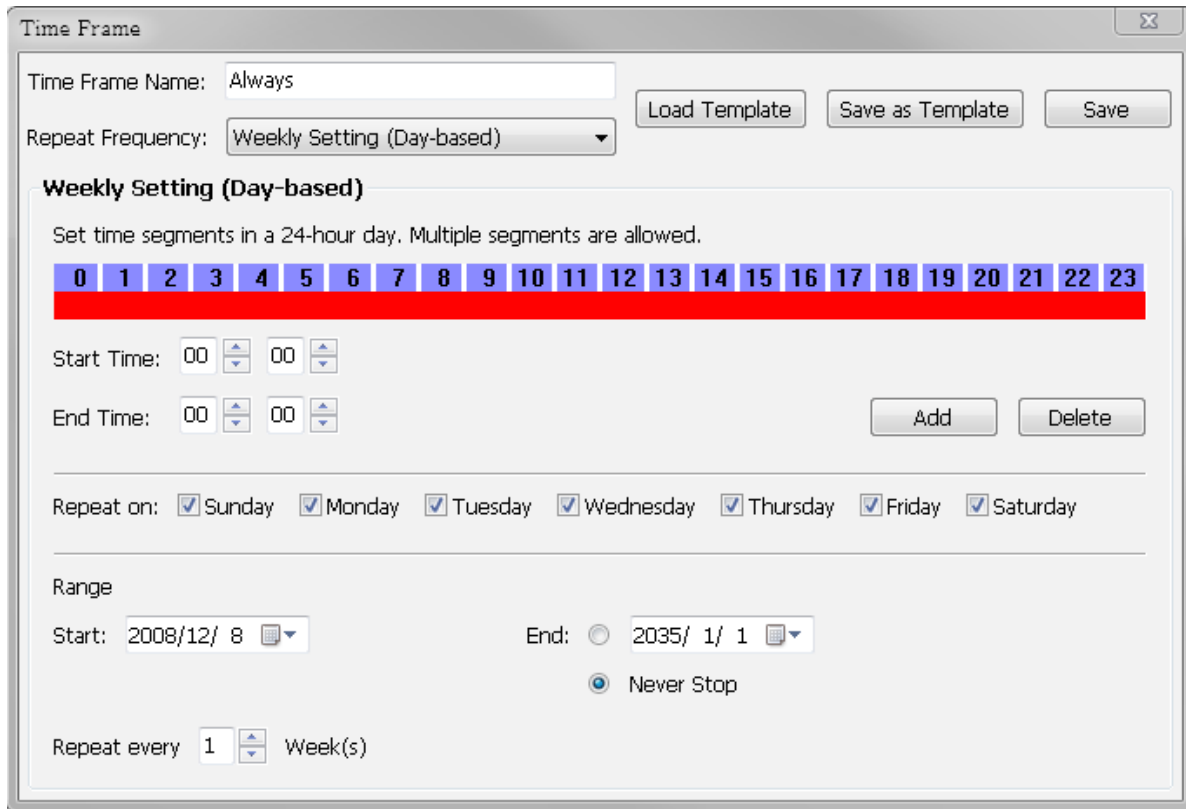 Time Frame
Time Frame Name: Always
Load Template Save as Template Save
Repeat Frequency: Weekly Setting (Day-based)
Weekly Setting (Day-based)
Set time segments in a 24-hour day. Multiple segments are allowed.
0 1 2 3 4 5 6 7 8 9 10 11 12 13 14 15 16 17 18 19 20 21 22 23
Start Time: 00 00
End Time: 00 00 Add Delete
Repeat on: Sunday Monday Tuesday Wednesday Thursday Friday Saturday
Range
Start: 2008/12/ 8 End: 2035/ 1/ 1
Never Stop
Repeat every 1 Week(s)